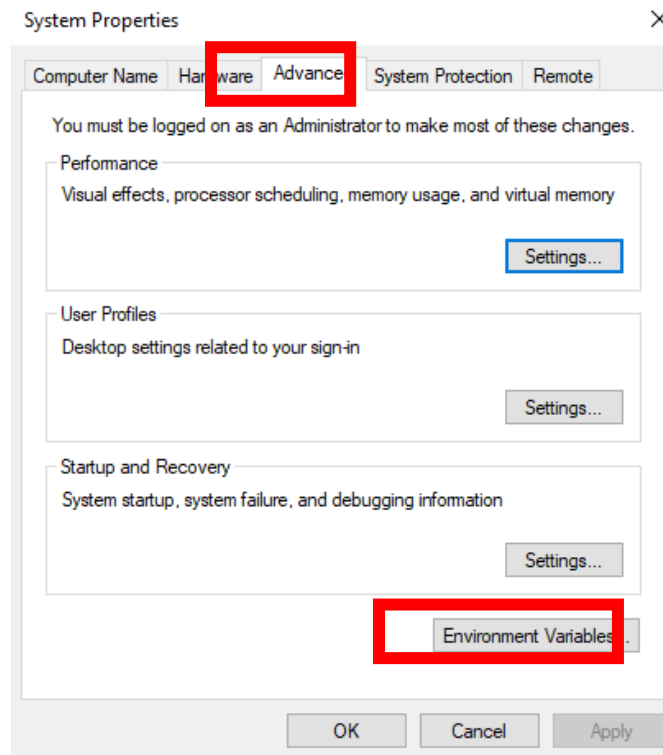 System Properties
Computer Name Hardware Advance System Protection Remote
You must be logged on as an Administrator to make most of these changes.
Performance
Visual effects, processor scheduling, memory usage, and virtual memory
Settings...
User Profiles
Desktop settings related to your sign-in
Settings...
Startup and Recovery
System startup, system failure, and debugging information
Settings...
Environment Variables...
OK Cancel Apply